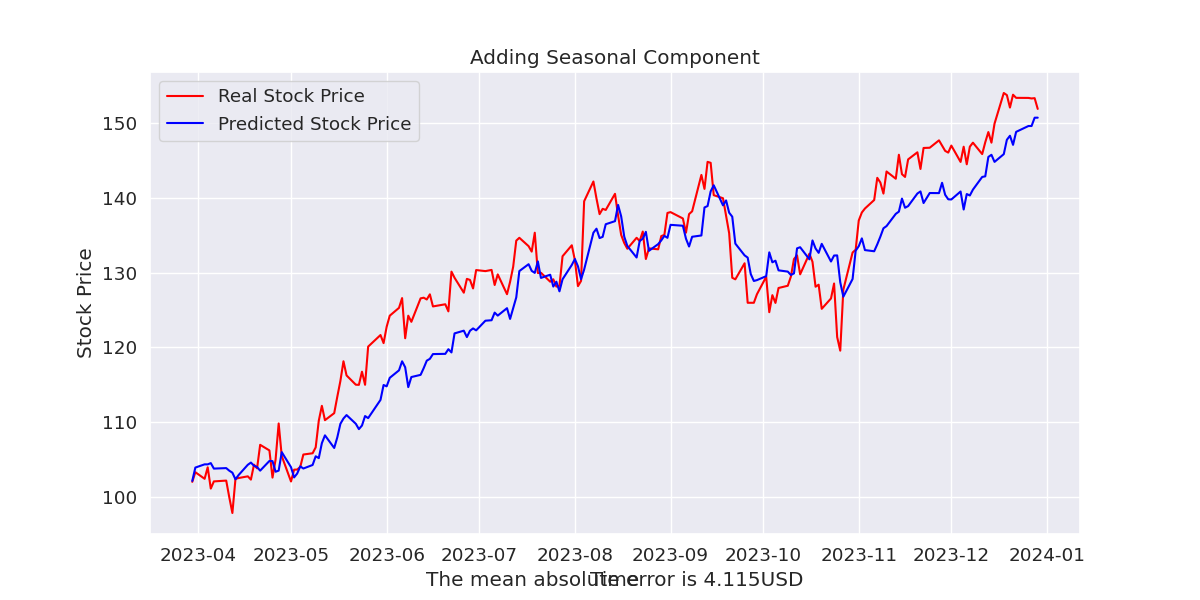 Adding Seasonal Component
Real Stock Price
Predicted Stock Price
Stock Price
150
140
130
120
110
100
2023-04 2023-05 2023-06 2023-07 2023-08 2023-09 2023-10 2023-11 2023-12 2024-01
Time
The mean absolute error is 4.115USD